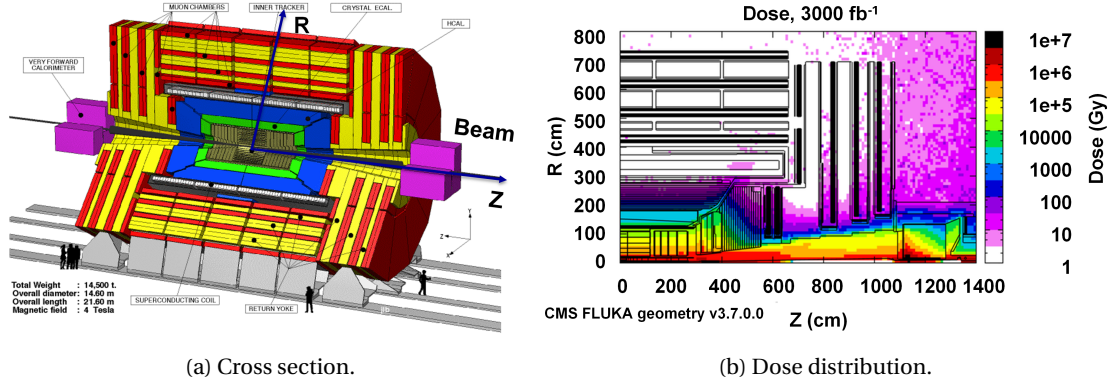 MUON CHAMBERS
INNER TRACKER
CRYSTAL ECAL
HCAL
R
VERY FORWARD
CALORIMETER
Beam
Z
Y
Z
X
Total Weight : 14,500 t.
Overall diameter : 14.60 m
Overall length : 21.60 m
Magnetic field : 4 Tesla
SUPERCONDUCTING COIL
RETURN YOKE
(a) Cross section.
Dose, 3000 fb-1
R (cm)
800
700
600
500
400
300
200
100
0
0 200 400 600 800 1000 1200 1400
Z (cm)
CMS FLUKA geometry v3.7.0.0
1e+7
1e+6
1e+5
10000
1000
100
10
1
Dose (Gy)
(b) Dose distribution.